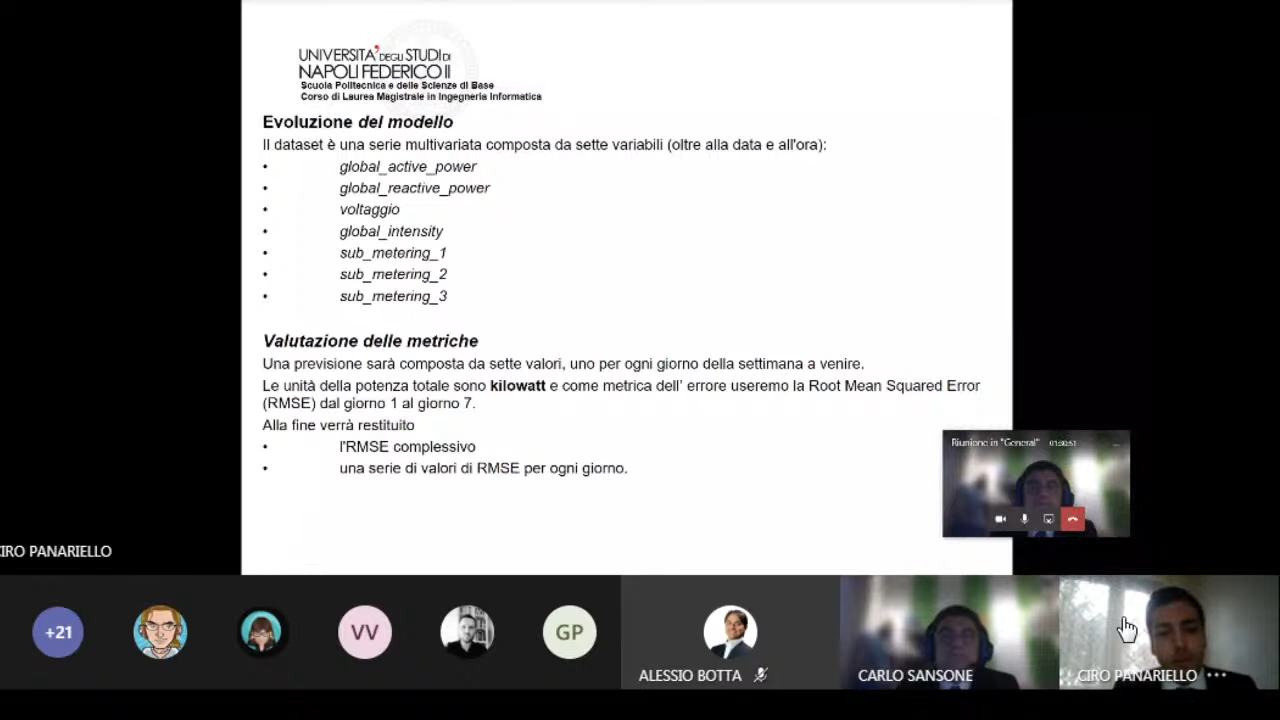 UNIVERSITA' DEGLI STUDI DI
NAPOLI FEDERICO II
Scuola Politecnica e delle Scienze di Base
Corso di Laurea Magistrale in Ingegneria Informatica
Evoluzione del modello
Il dataset è una serie multivariata composta da sette variabili (oltre alla data e all'ora):
• global_active_power
• global_reactive_power
• voltaggio
• global_intensity
• sub_metering_1
• sub_metering_2
• sub_metering_3
Valutazione delle metriche
Una previsione sarà composta da sette valori, uno per ogni giorno della settimana a venire.
Le unità della potenza totale sono kilowatt e come metrica dell' errore useremo la Root Mean Squared Error
(RMSE) dal giorno 1 al giorno 7.
Alla fine verrà restituito
• l'RMSE complessivo
• una serie di valori di RMSE per ogni giorno.
Riunione in "General"
IRO PANARIELLO
+21
VV
GP
ALESSIO BOTTA
CARLO SANSONE
CIRO PANARIELLO